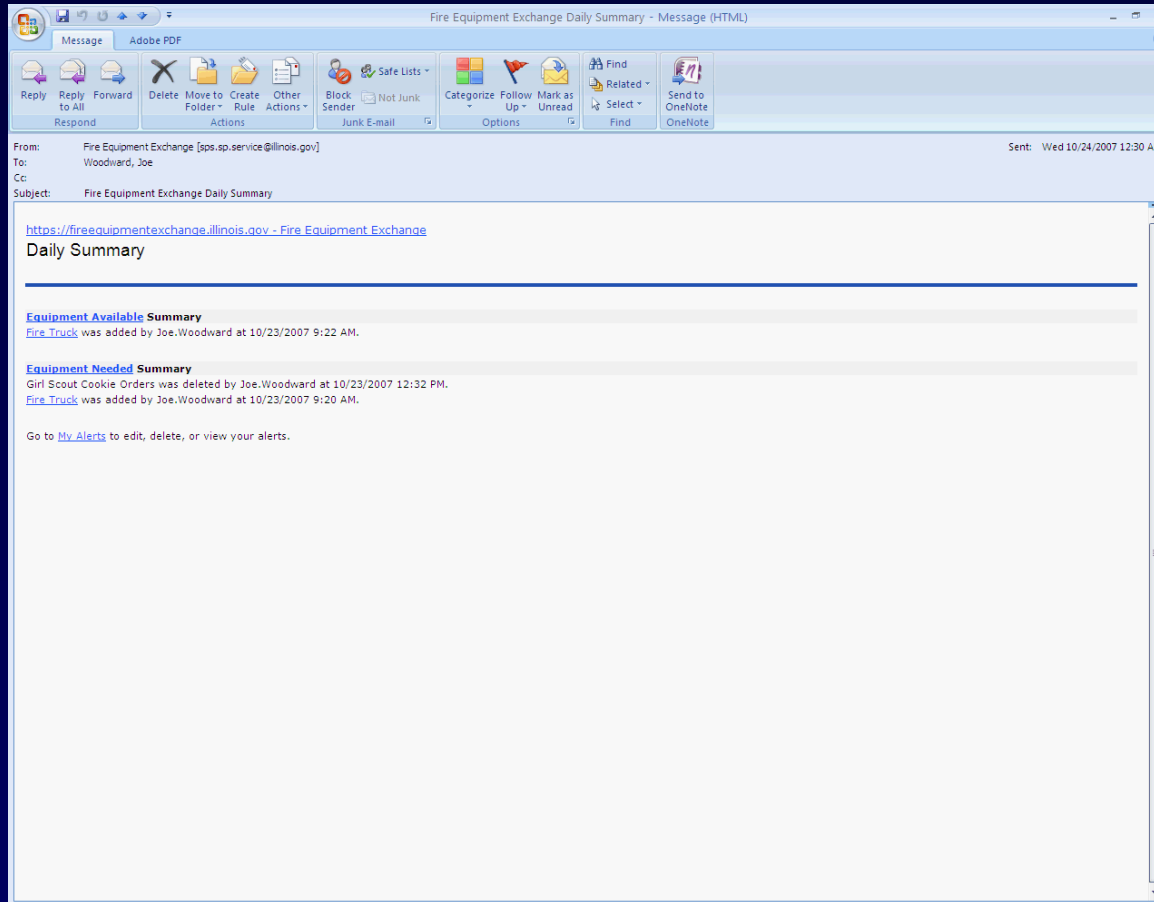 Fire Equipment Exchange Daily Summary - Message (HTML)
Message Adobe PDF
Reply Reply to All Forward
Respond
Delete Move to Folder Create Rule Other Actions
Actions
Block Sender Safe Lists Not Junk
Junk E-mail
Categorize Follow Up Mark as Unread
Options
Find Related Select
Find
Send to OneNote
OneNote
From: Fire Equipment Exchange [sps.sp.service@illinois.gov] Sent: Wed 10/24/2007 12:30 A
To: Woodward, Joe
Cc:
Subject: Fire Equipment Exchange Daily Summary
https://fireequipmentexchange.illinois.gov - Fire Equipment Exchange
Daily Summary
Equipment Available Summary
Fire Truck was added by Joe.Woodward at 10/23/2007 9:22 AM.
Equipment Needed Summary
Girl Scout Cookie Orders was deleted by Joe.Woodward at 10/23/2007 12:32 PM.
Fire Truck was added by Joe.Woodward at 10/23/2007 9:20 AM.
Go to My Alerts to edit, delete, or view your alerts.